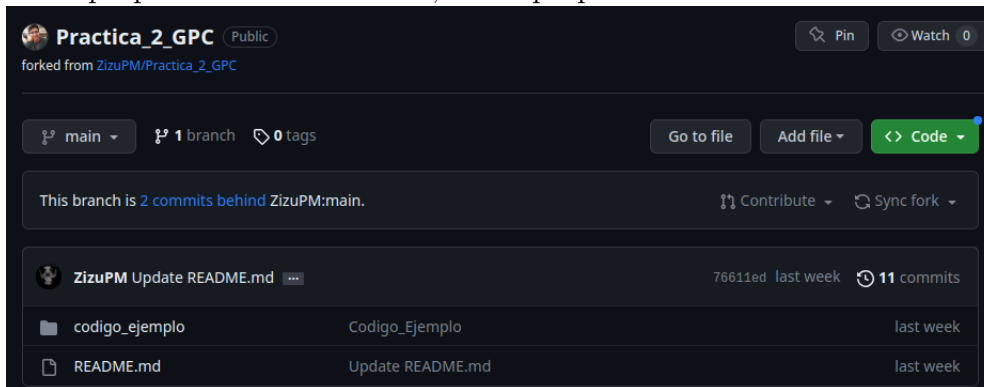 Practica_2_GPC Public Pin Watch 0
forked from ZizuPM/Practica_2_GPC
main 1 branch 0 tags Go to file Add file <> Code
This branch is 2 commits behind ZizuPM:main. Contribute Sync fork
ZizuPM Update README.md ... 76611ed last week 11 commits
codigo_ejemplo Codigo_Ejemplo last week
README.md Update README.md last week